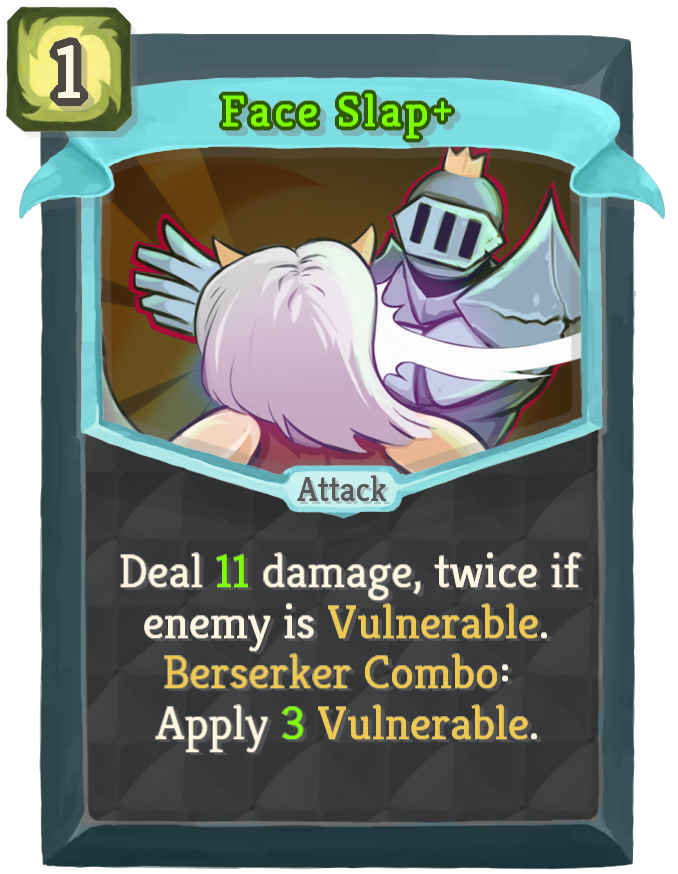 1
Face Slap+
Attack
Deal 11 damage, twice if
enemy is Vulnerable.
Berserker Combo:
Apply 3 Vulnerable.